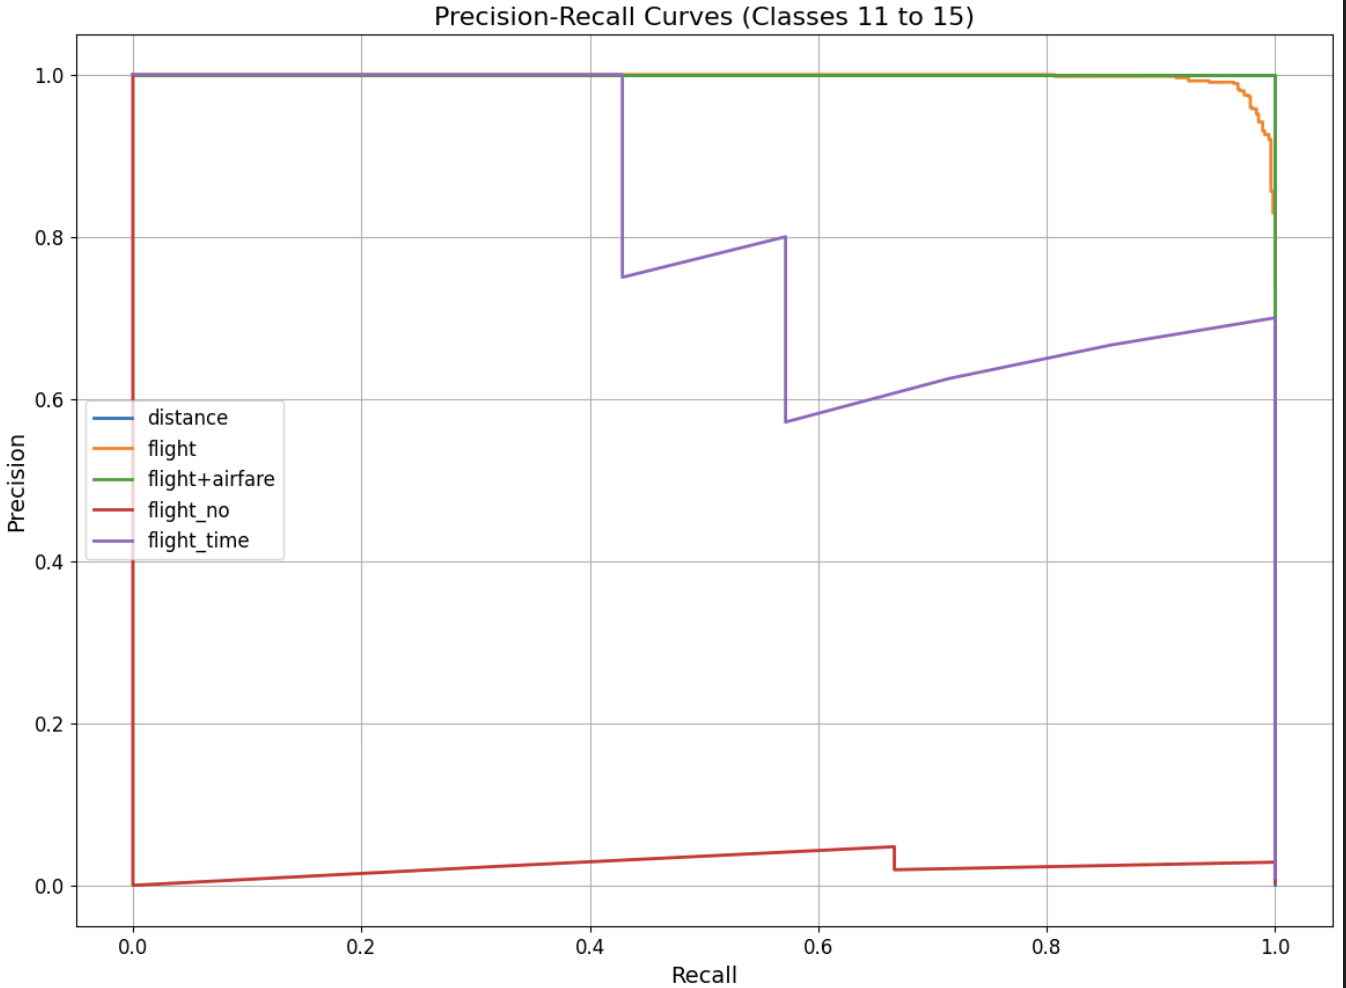 Precision-Recall Curves (Classes 11 to 15)
1.0
0.8
0.6
0.4
0.2
0.0
Precision
distance
flight
flight+airfare
flight_no
flight_time
0.0 0.2 0.4 0.6 0.8 1.0
Recall